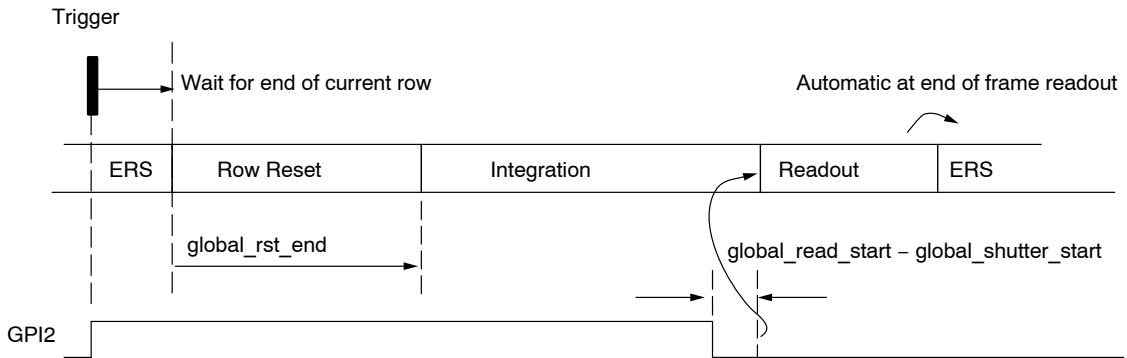 Trigger
Wait for end of current row
Automatic at end of frame readout
ERS Row Reset Integration Readout ERS
global_rst_end
global_read_start − global_shutter_start
GPI2